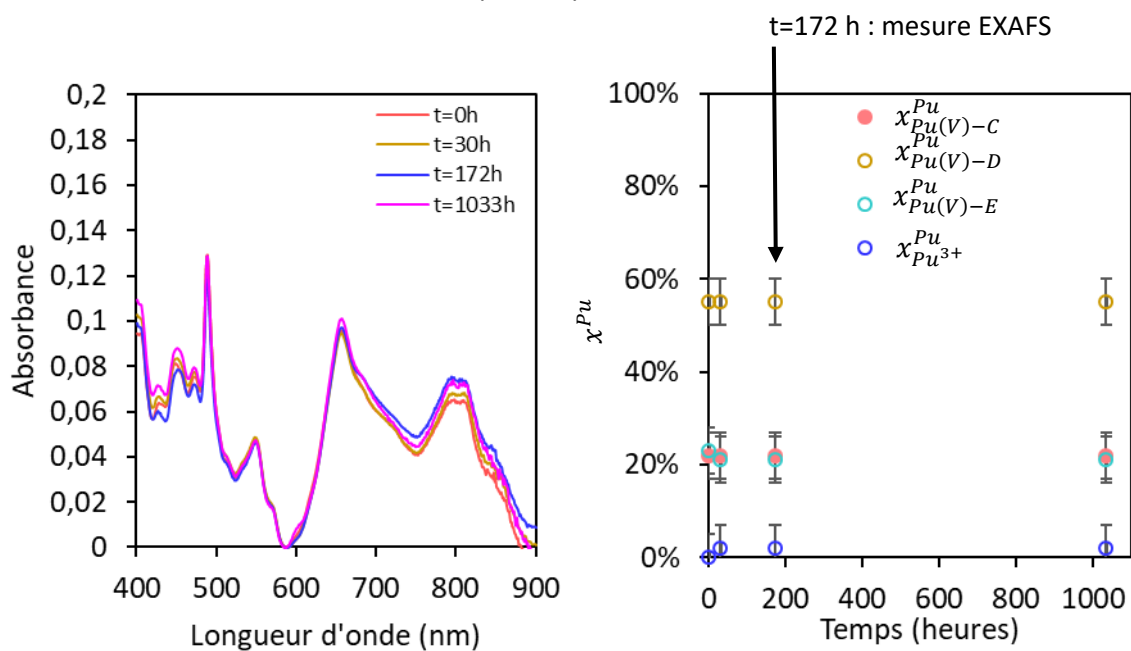 t=172 h : mesure EXAFS
0,2
0,18
0,16
0,14
0,12
0,1
0,08
0,06
0,04
0,02
0
Absorbance
t=0h
t=30h
t=172h
t=1033h
400 500 600 700 800 900
Longueur d'onde (nm)
100%
80%
60%
40%
20%
0%
x^{Pu}
x^{Pu}_{Pu(V)−C}
x^{Pu}_{Pu(V)−D}
x^{Pu}_{Pu(V)−E}
x^{Pu}_{Pu^{3+}}
0 200 400 600 800 1000
Temps (heures)